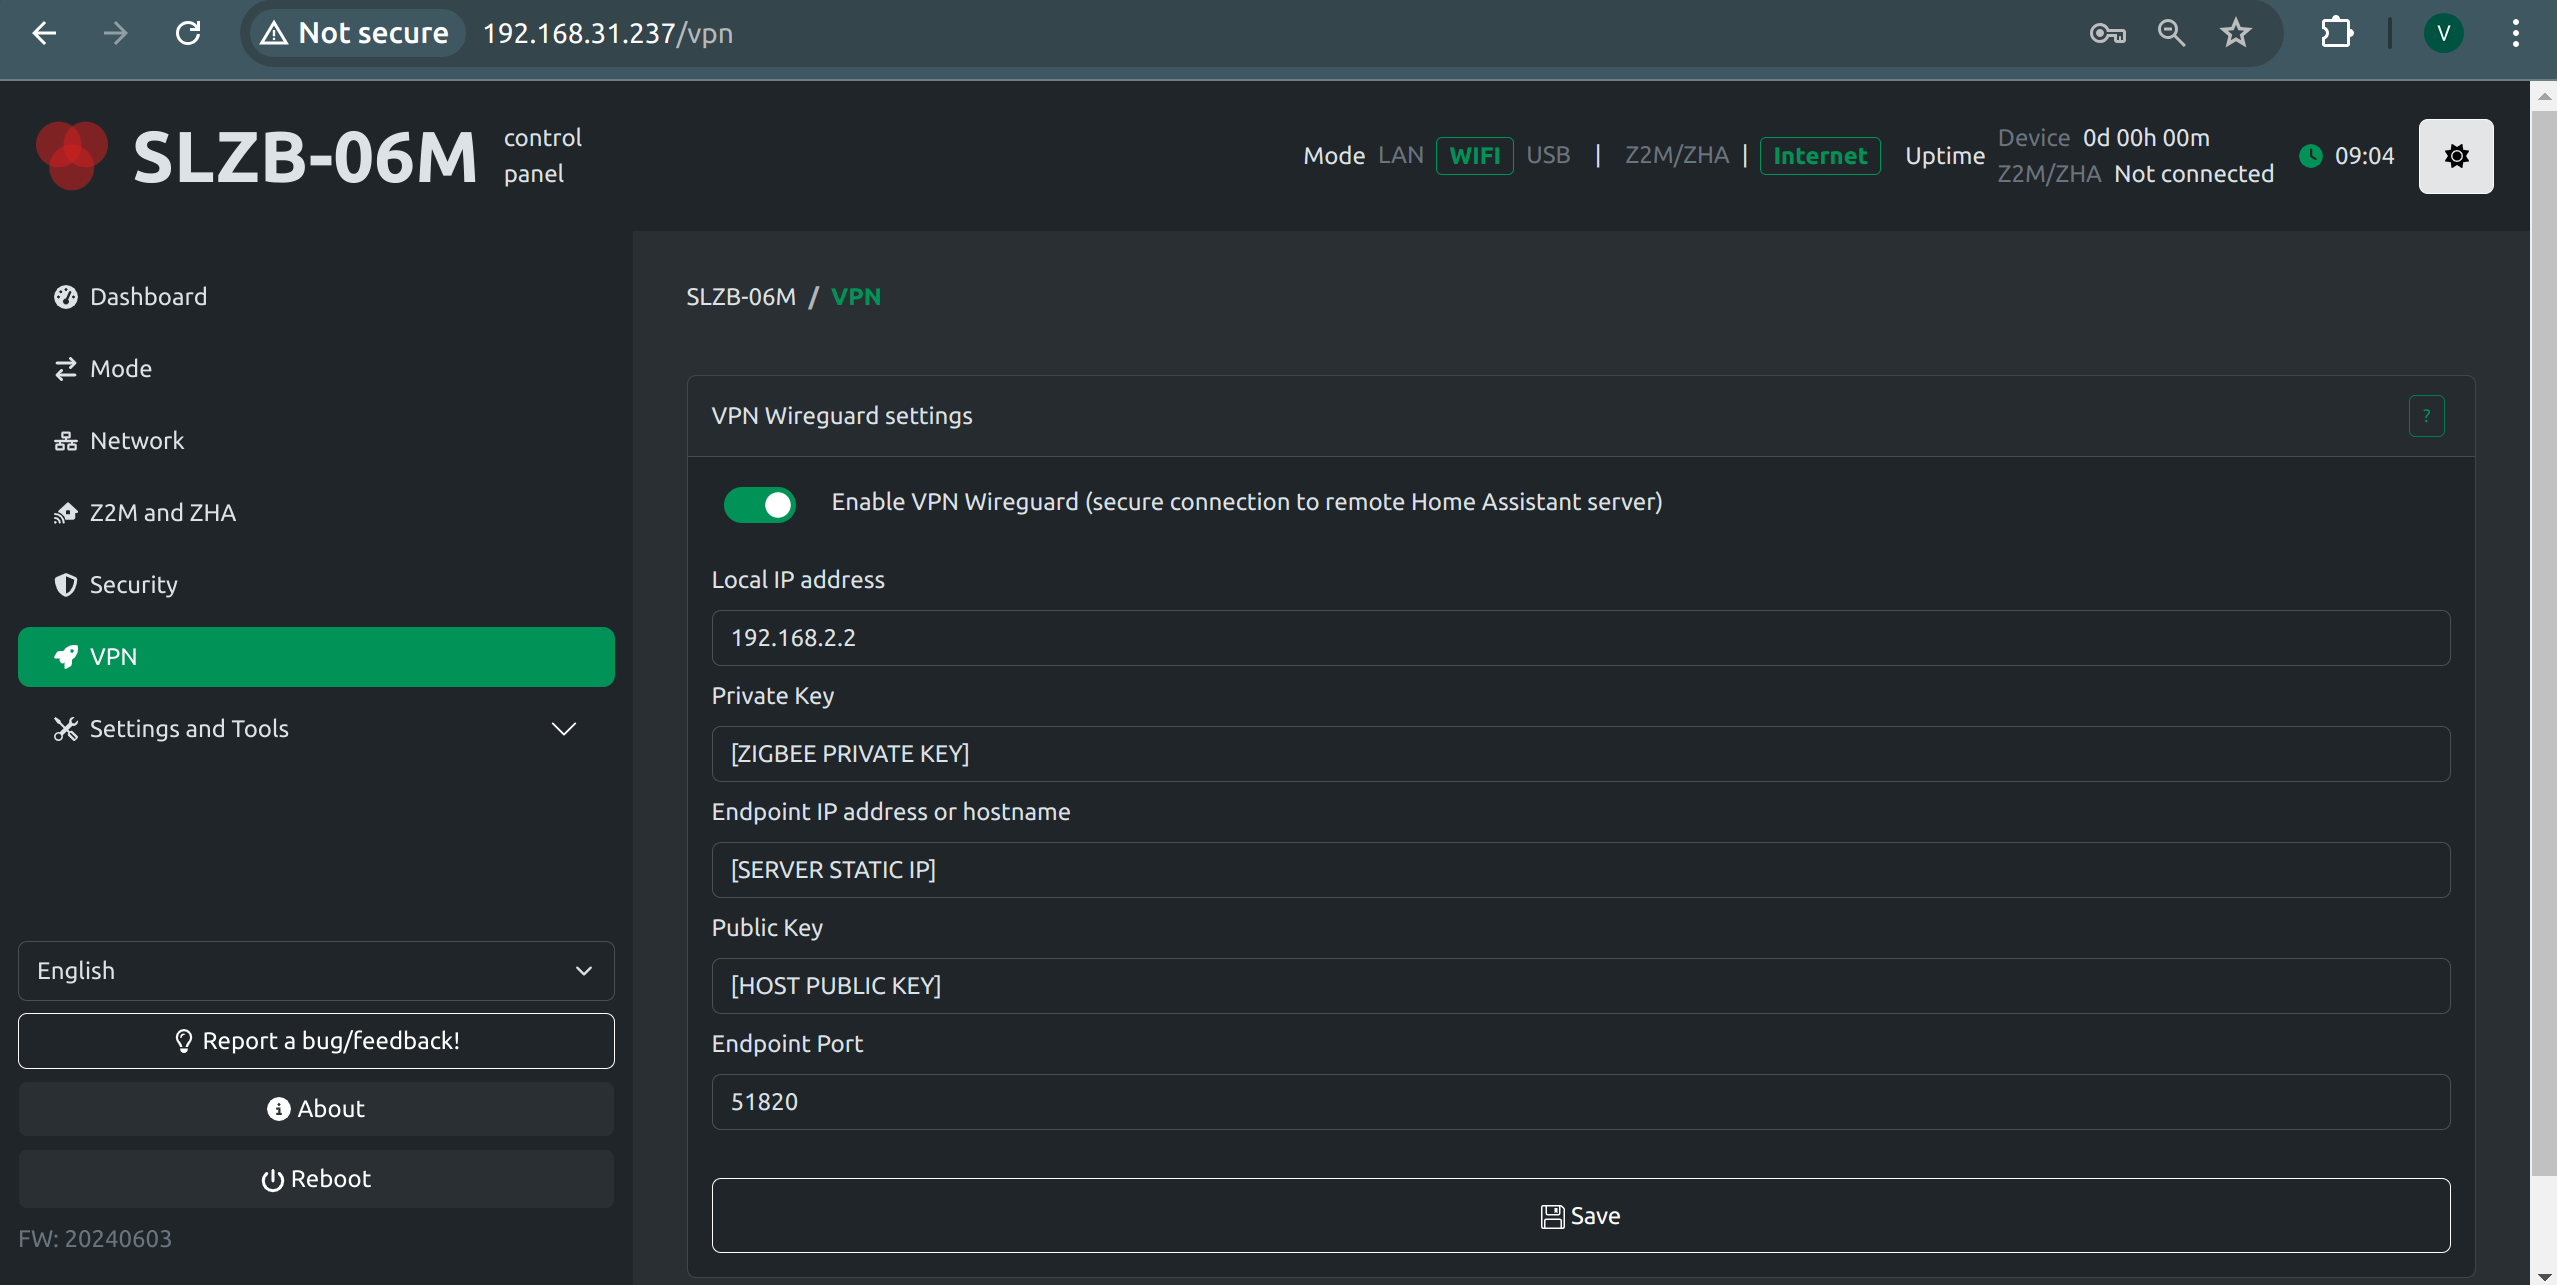 Not secure 192.168.31.237/vpn
V
SLZB-06M control panel
Mode LAN WIFI USB | Z2M/ZHA | Internet Uptime Device 0d 00h 00m 09:04
Z2M/ZHA Not connected
Dashboard
Mode
Network
Z2M and ZHA
Security
VPN
Settings and Tools
English
Report a bug/feedback!
About
Reboot
FW: 20240603
SLZB-06M / VPN
VPN Wireguard settings ?
Enable VPN Wireguard (secure connection to remote Home Assistant server)
Local IP address
192.168.2.2
Private Key
[ZIGBEE PRIVATE KEY]
Endpoint IP address or hostname
[SERVER STATIC IP]
Public Key
[HOST PUBLIC KEY]
Endpoint Port
51820
Save